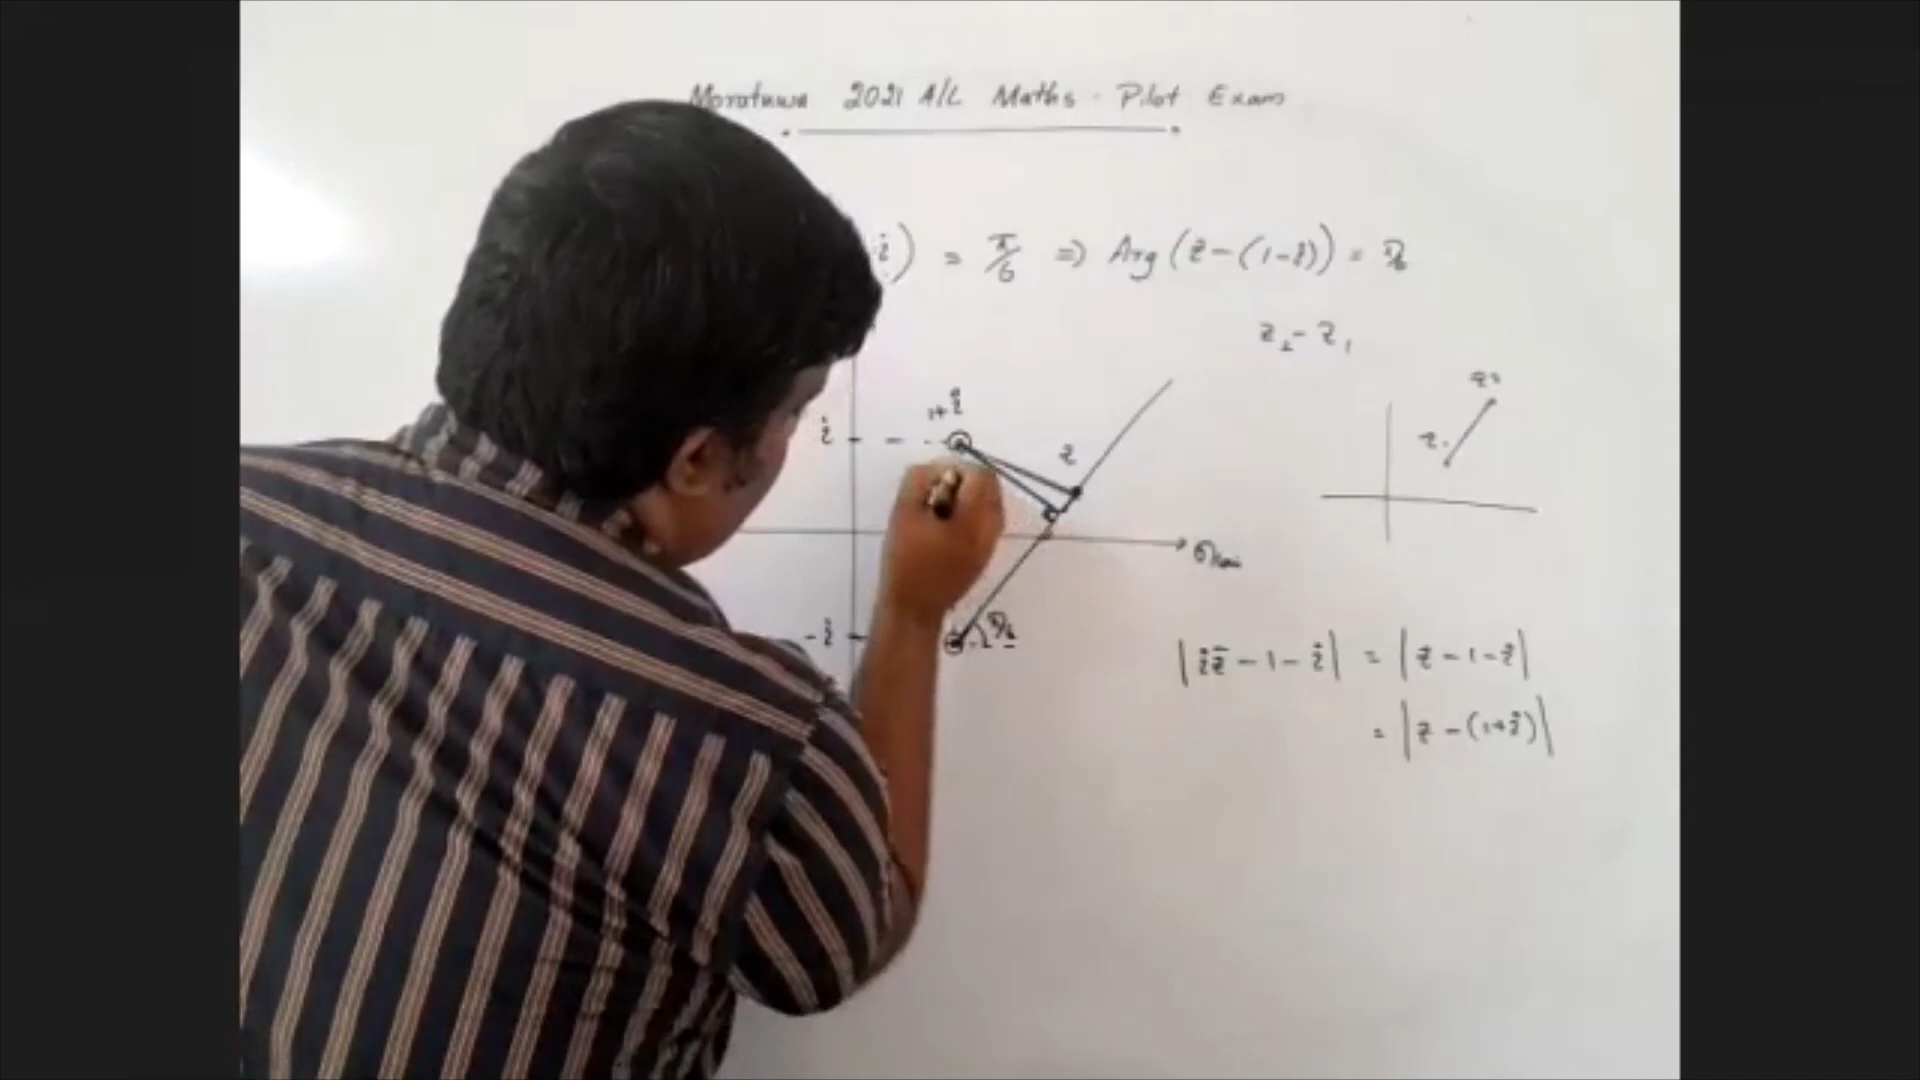 Moratuwa 2021 A/L Maths - Pilot Exam
i) = π/6 ⇒ Arg (z - (1-i)) = π/6
z₂ - z₁
1+i
i
z
z₂
z₁
-i
π/6
|iz̄ - 1 - i| = |z - 1 - i|
= |z - (1+i)|